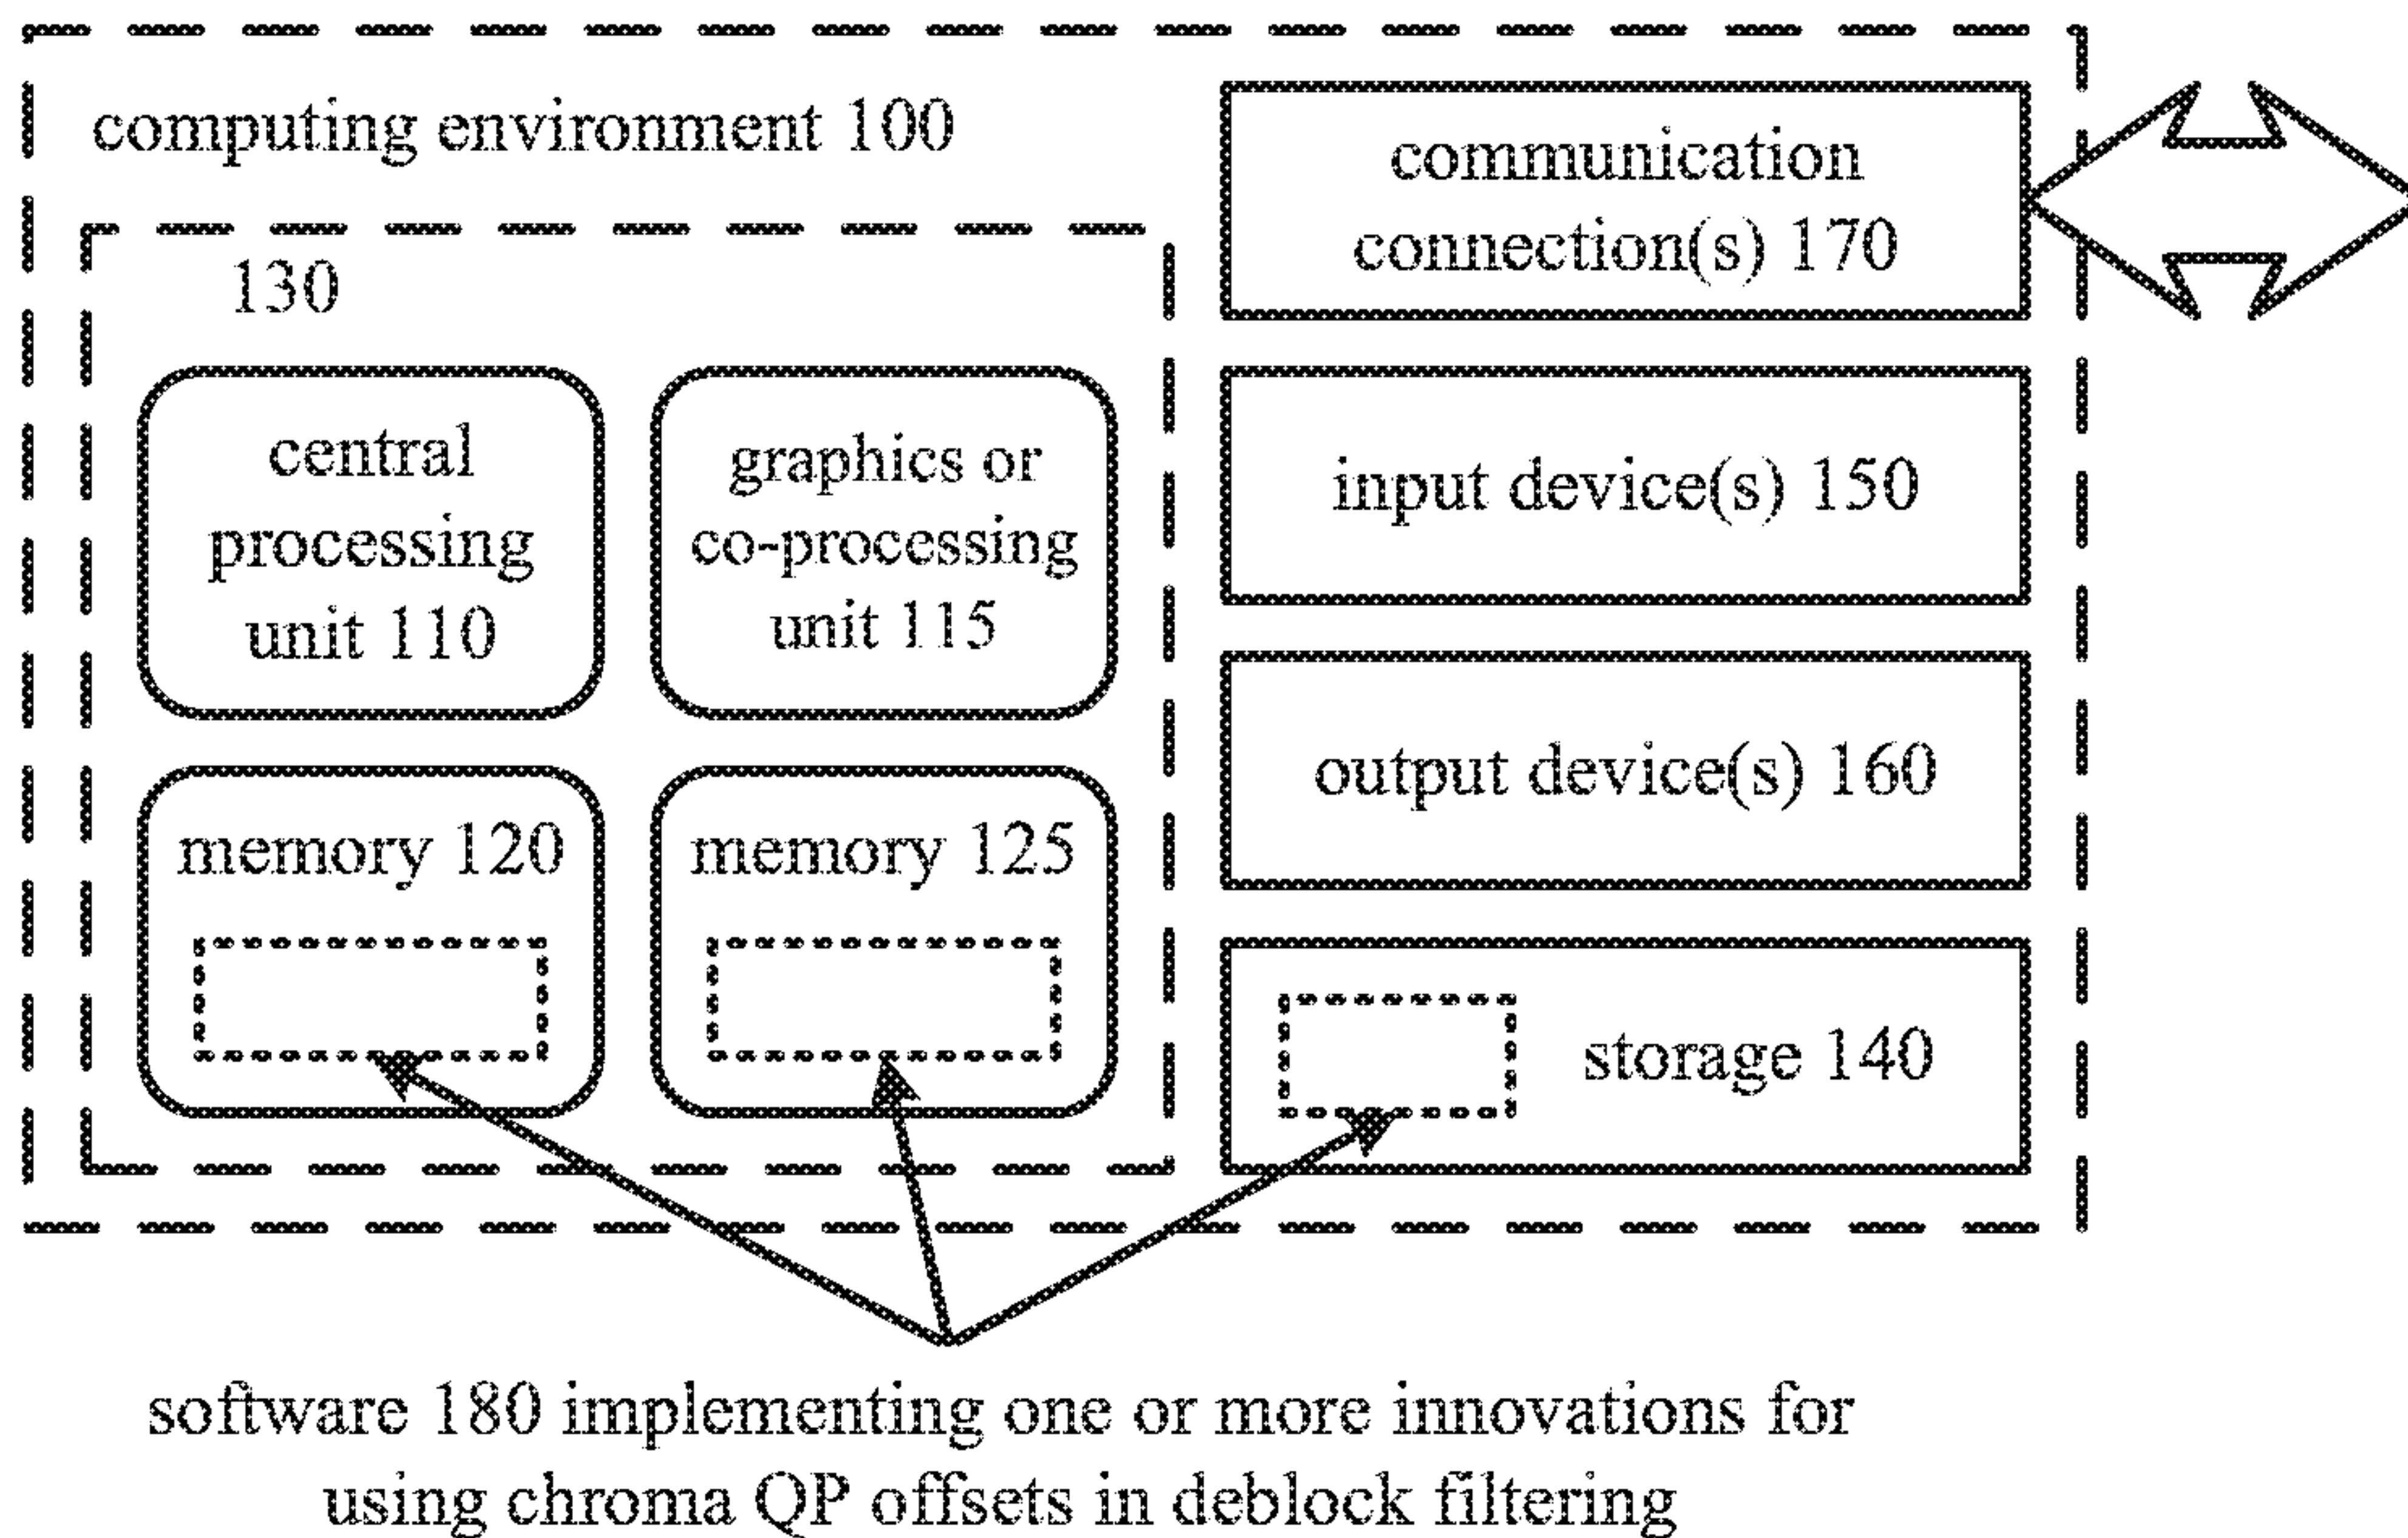 computing environment 100
130
central
processing
unit 110
graphics or
co-processing
unit 115
memory 120
memory 125
communication
connection(s) 170
input device(s) 150
output device(s) 160
storage 140
software 180 implementing one or more innovations for
using chroma QP offsets in deblock filtering